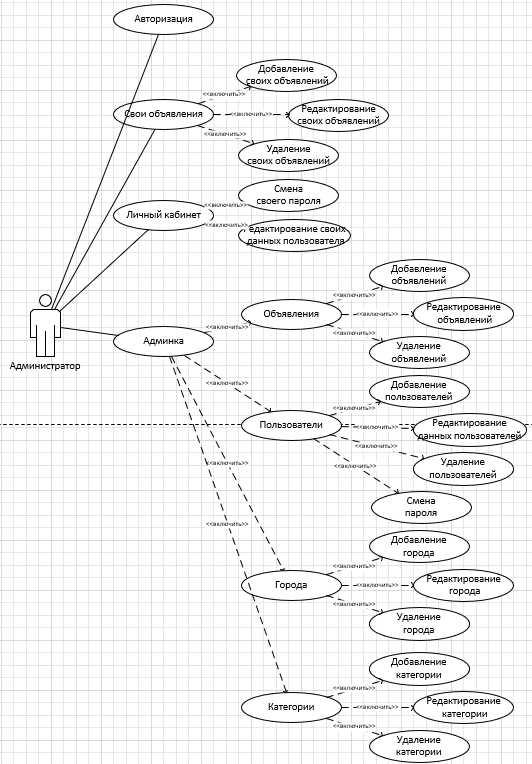 Авторизация
Добавление
своих объявлений
<<включить>>
Свои объявления
<<включить>>
Редактирование
своих объявлений
<<включить>>
Удаление
своих объявлений
Смена
своего пароля
<<включить>>
Личный кабинет
<<включить>>
едактирование своих
данных пользователя
Администратор
Админка
<<включить>>
Объявления
<<включить>>
Добавление
объявлений
<<включить>>
Редактирование
объявлений
<<включить>>
Удаление
объявлений
<<включить>>
Пользователи
<<включить>>
Добавление
пользователей
<<включить>>
Редактирование
данных пользователей
<<включить>>
Удаление
пользователей
<<включить>>
Смена
пароля
<<включить>>
Города
<<включить>>
Добавление
города
<<включить>>
Редактирование
города
<<включить>>
Удаление
города
<<включить>>
Категории
<<включить>>
Добавление
категории
<<включить>>
Редактирование
категории
<<включить>>
Удаление
категории